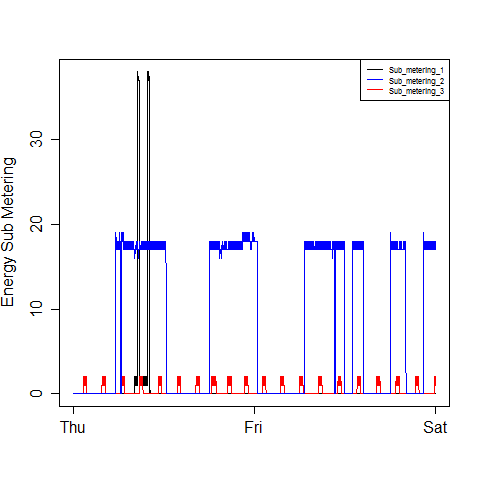 Sub_metering_1
Sub_metering_2
Sub_metering_3
Energy Sub Metering
30
20
10
0
Thu Fri Sat